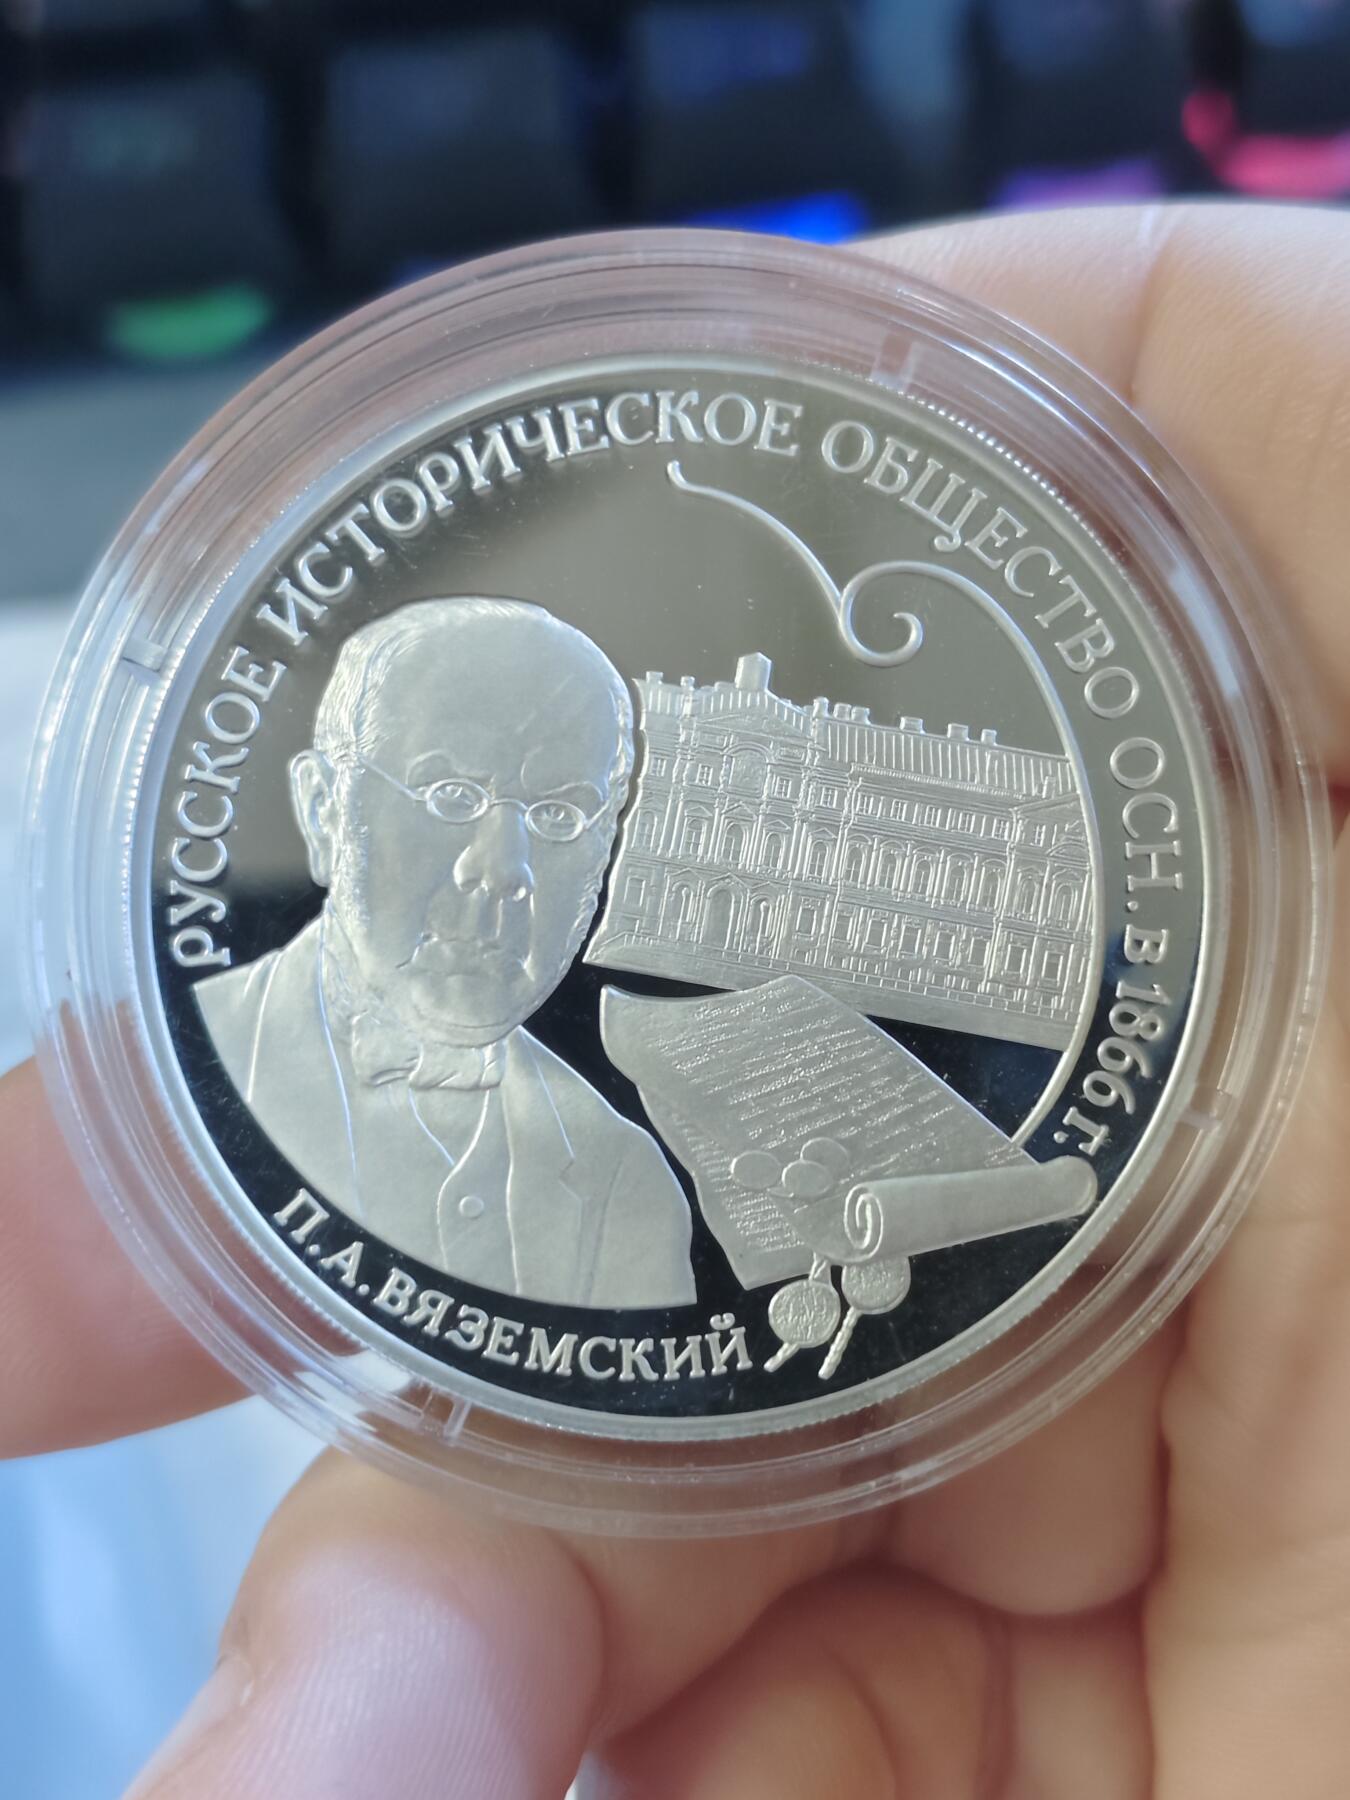 РУССКОЕ ИСТОРИЧЕСКОЕ ОБЩЕСТВО ОСН. В 1866 г.
П. А. ВЯЗЕМСКИЙ